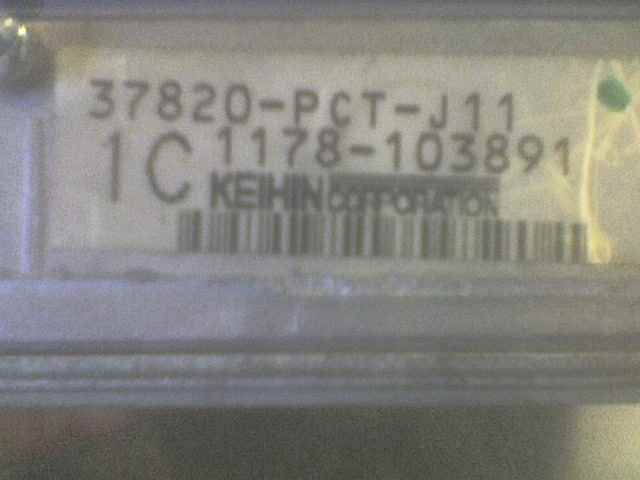 37820-PCT-J11
1C 1178-103891
KEIHIN CORPORATION